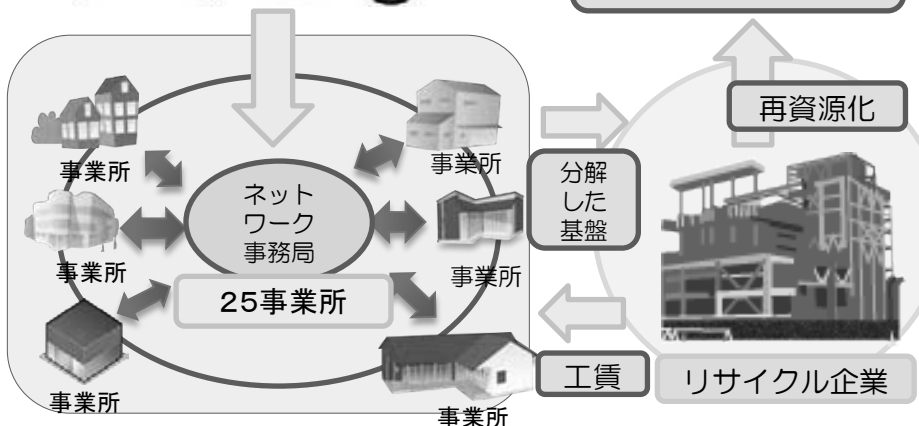 再資源化
事業所
事業所
ネット
ワーク
事務局
分解
した
基盤
事業所
事業所
25事業所
工賃
リサイクル企業
事業所
事業所